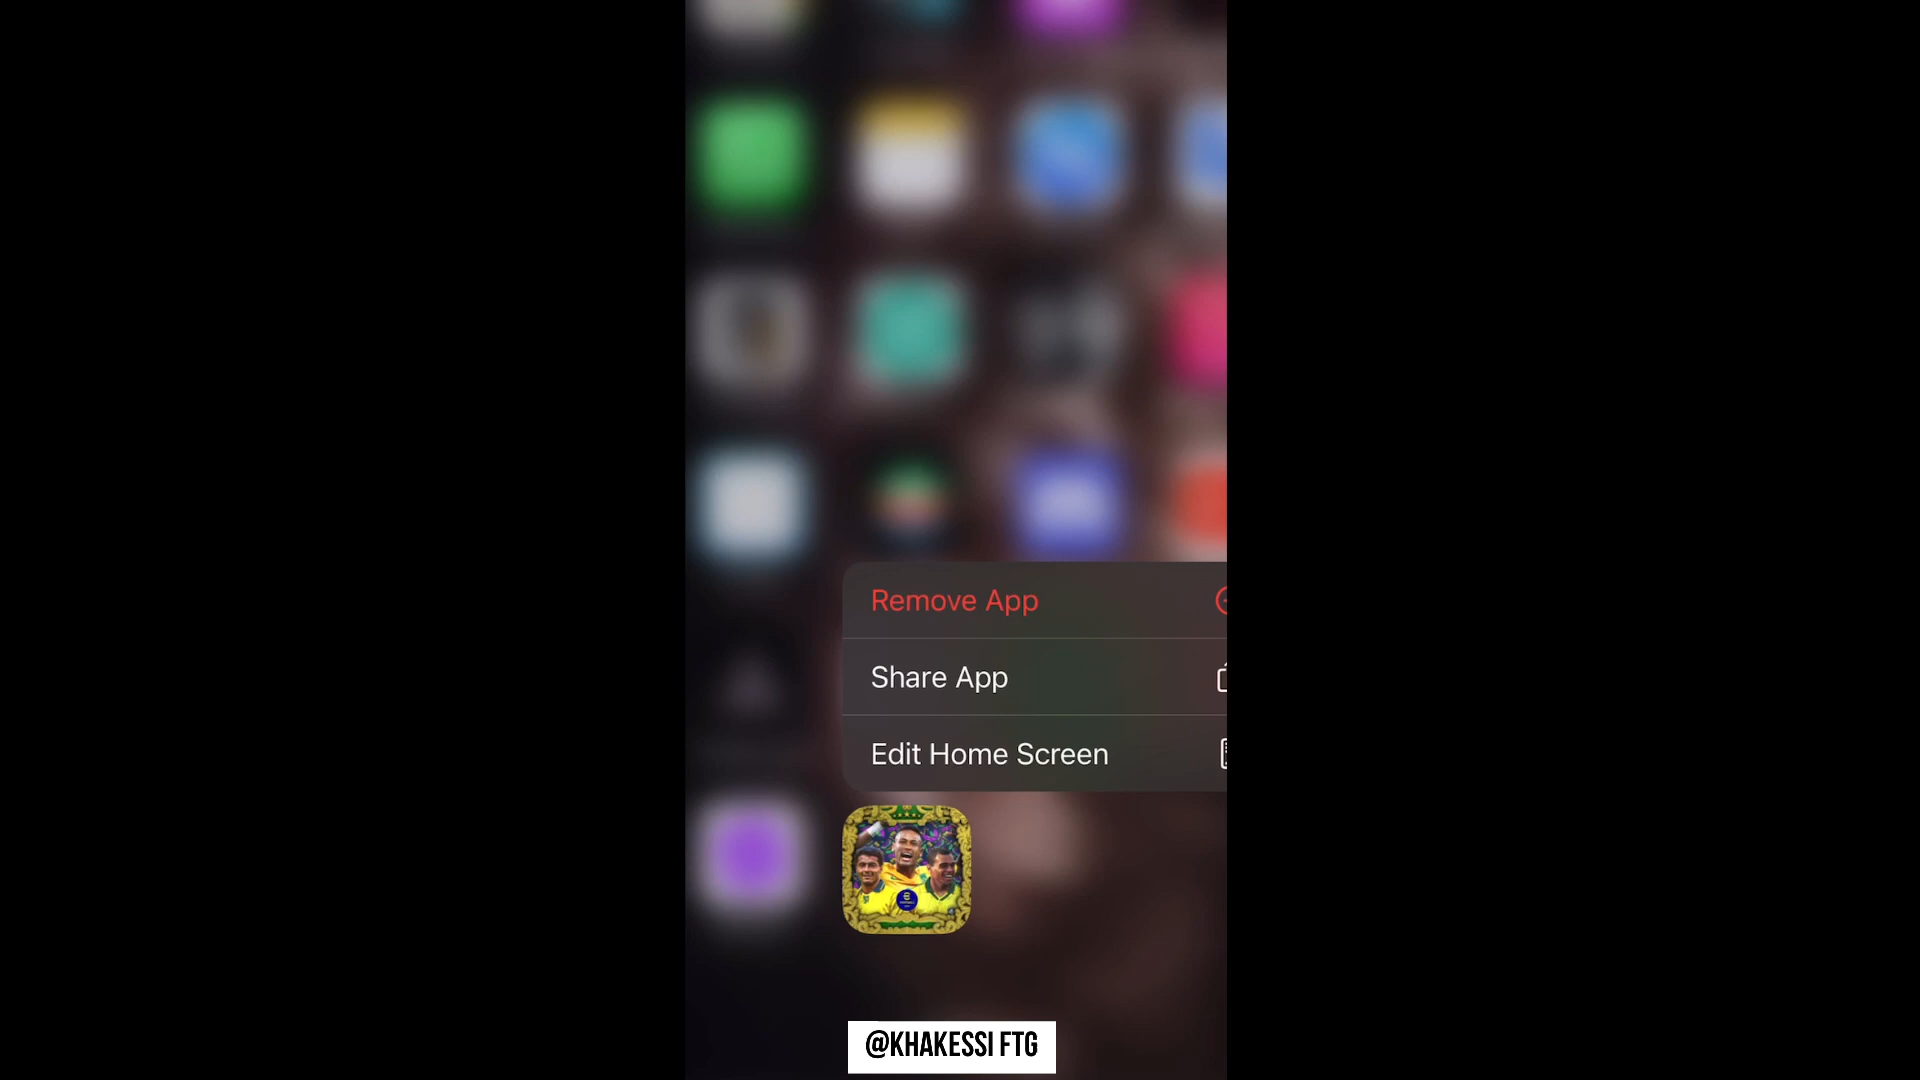 Remove App
Share App
Edit Home Screen
@KHAKESSI FTG